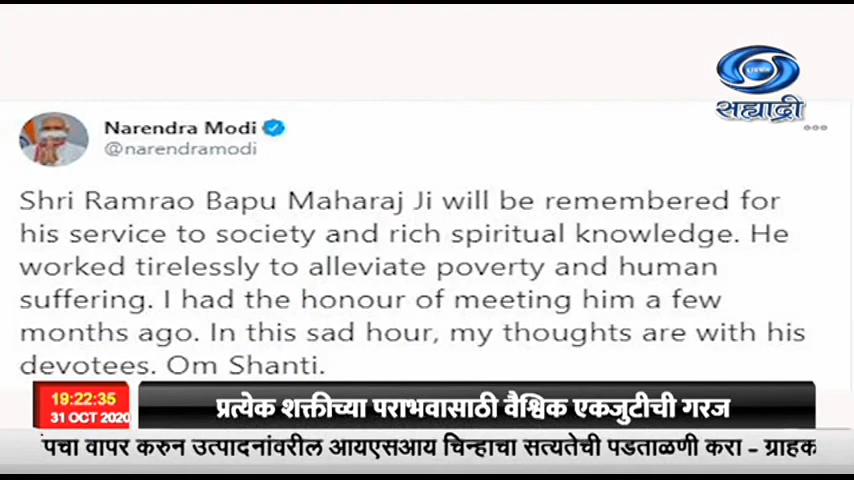 सह्याद्री
Narendra Modi
@narendramodi
Shri Ramrao Bapu Maharaj Ji will be remembered for
his service to society and rich spiritual knowledge. He
worked tirelessly to alleviate poverty and human
suffering. I had the honour of meeting him a few
months ago. In this sad hour, my thoughts are with his
devotees. Om Shanti.
19:22:35
31 OCT 2020
प्रत्येक शक्तीच्या पराभवासाठी वैश्विक एकजुटीची गरज
पचा वापर करुन उत्पादनांवरील आयएसआय चिन्हाचा सत्यतेची पडताळणी करा - ग्राहक